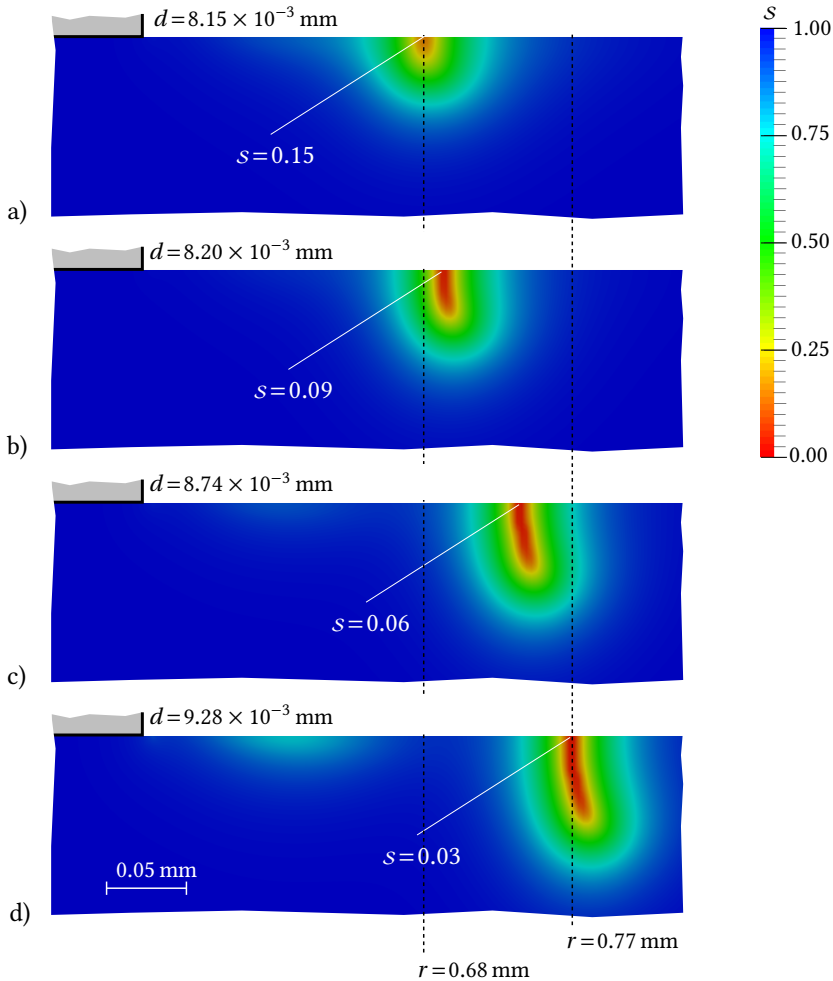 d = 8.15 × 10⁻³ mm
s = 0.15
a)
d = 8.20 × 10⁻³ mm
s = 0.09
b)
d = 8.74 × 10⁻³ mm
s = 0.06
c)
d = 9.28 × 10⁻³ mm
s = 0.03
0.05 mm
d)
r = 0.77 mm
r = 0.68 mm
s
1.00
0.75
0.50
0.25
0.00